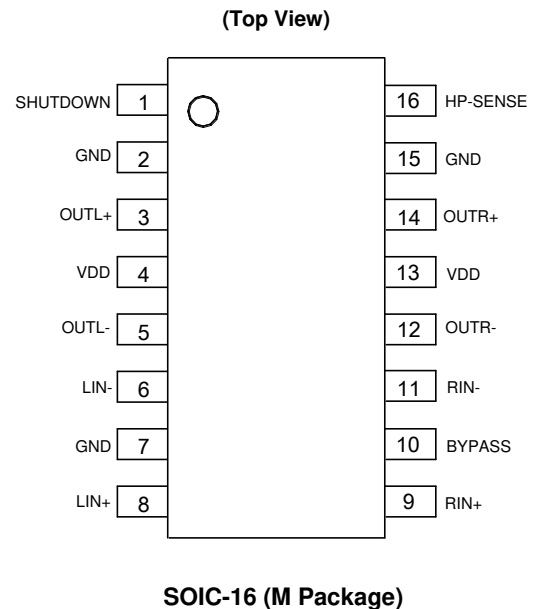 (Top View)
SHUTDOWN 1 16 HP-SENSE
GND 2 15 GND
OUTL+ 3 14 OUTR+
VDD 4 13 VDD
OUTL- 5 12 OUTR-
LIN- 6 11 RIN-
GND 7 10 BYPASS
LIN+ 8 9 RIN+
SOIC-16 (M Package)